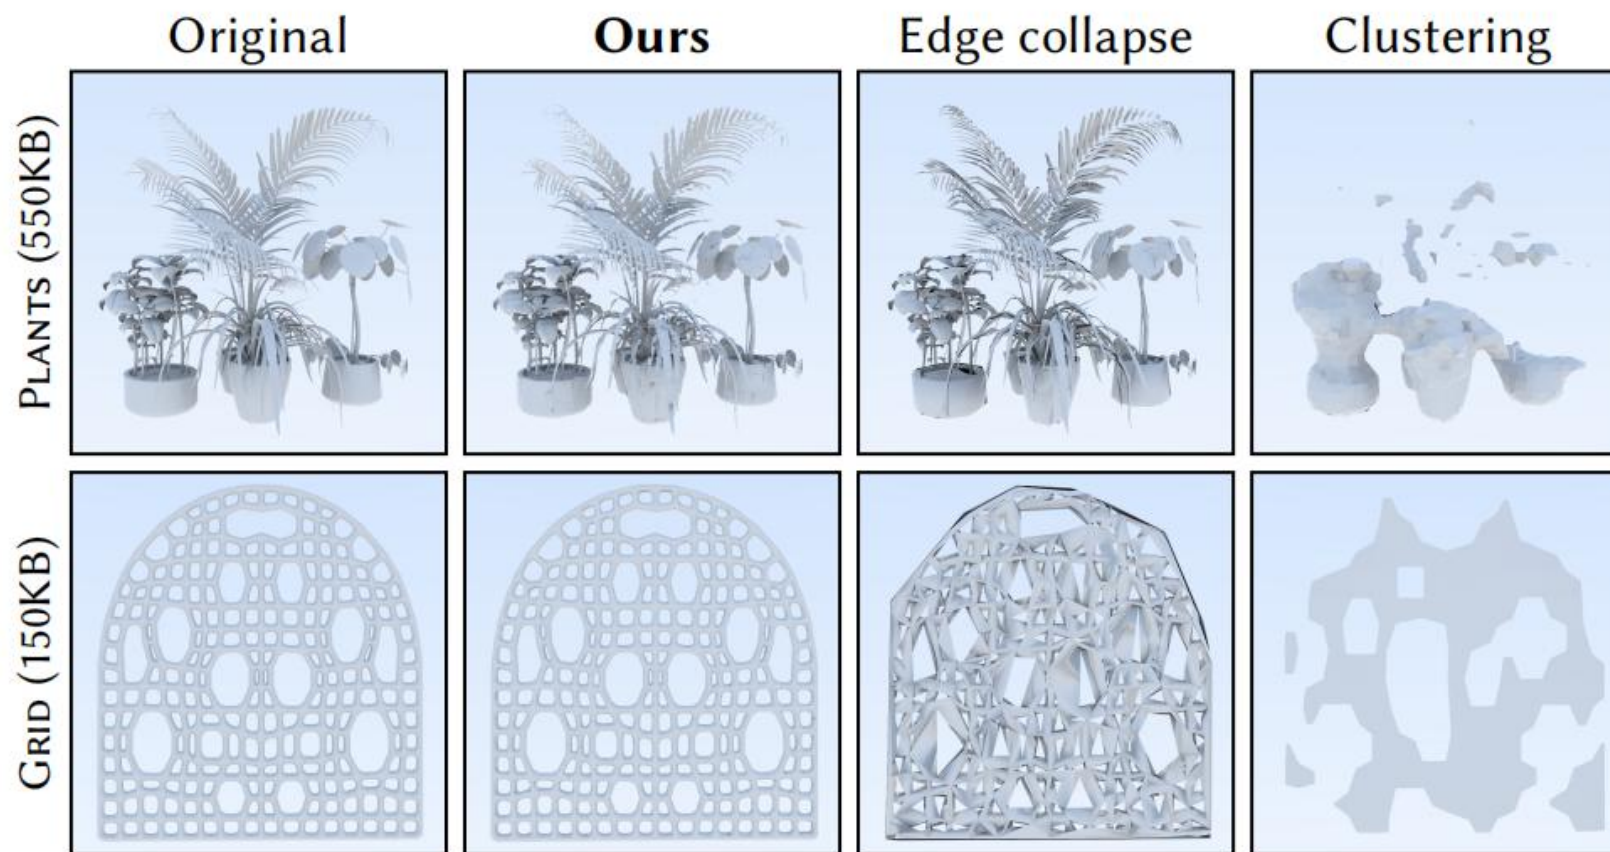 Original Ours Edge collapse Clustering
PLANTS (550KB)
GRID (150KB)